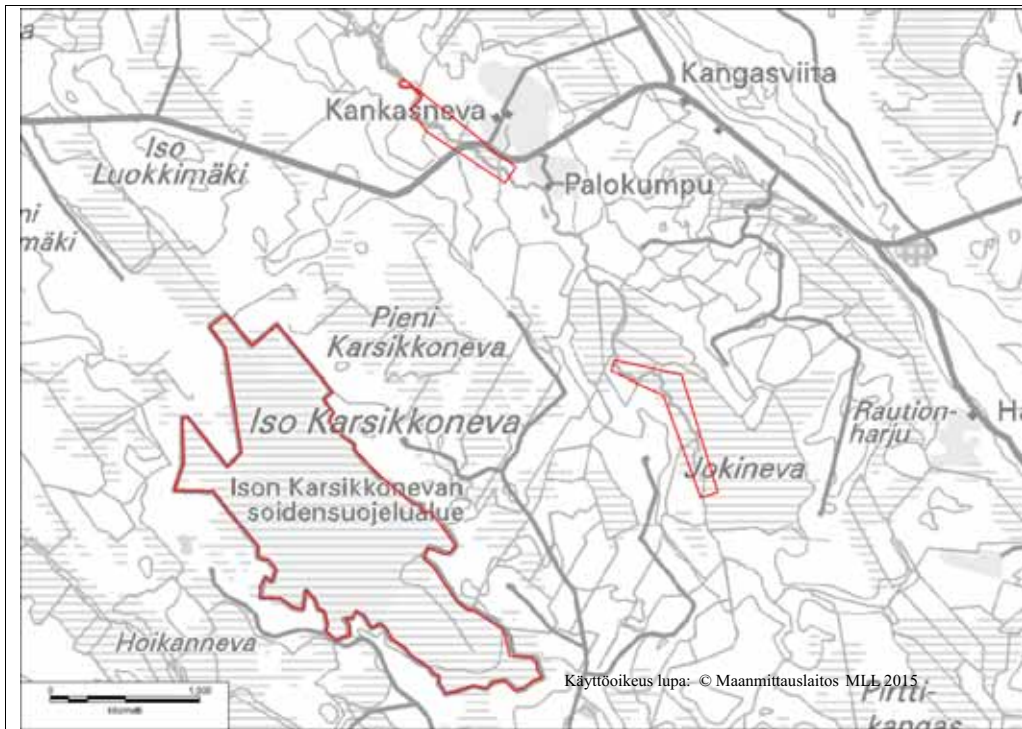 Kangasviita
Kankasneva
Iso
Luokkimäki
Palokumpu
mäki
Pieni
Karsikkoneva
Iso Karsikkoneva
Raution-
harju
Jokineva
Ison Karsikkonevan
soidensuojelualue
Hoikanneva
Käyttöoikeus lupa: © Maanmittauslaitos MLL 2015
Pirtti-
kangas
0